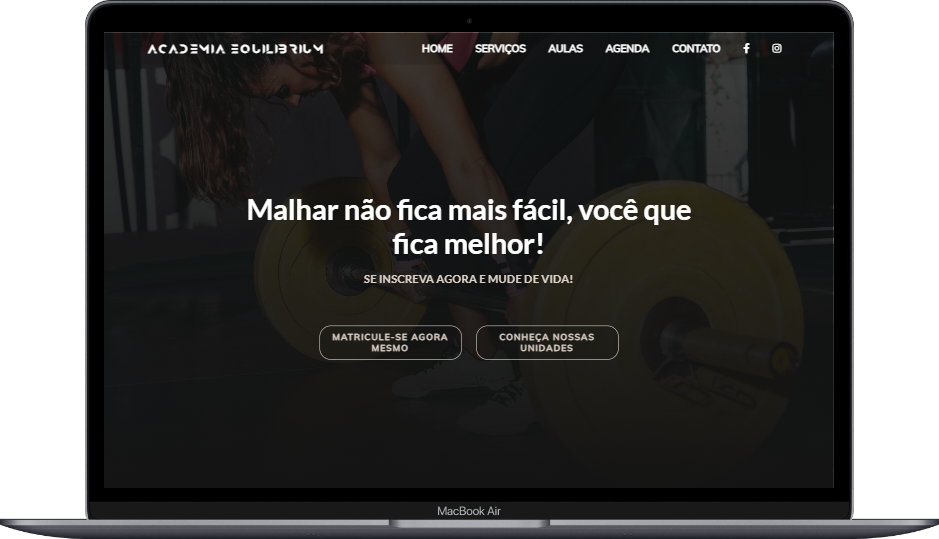 ACADEMIA EQUILIBRIUM
HOME SERVIÇOS AULAS AGENDA CONTATO
Malhar não fica mais fácil, você que
fica melhor!
SE INSCREVA AGORA E MUDE DE VIDA!
MATRICULE-SE AGORA
MESMO
CONHEÇA NOSSAS
UNIDADES
MacBook Air